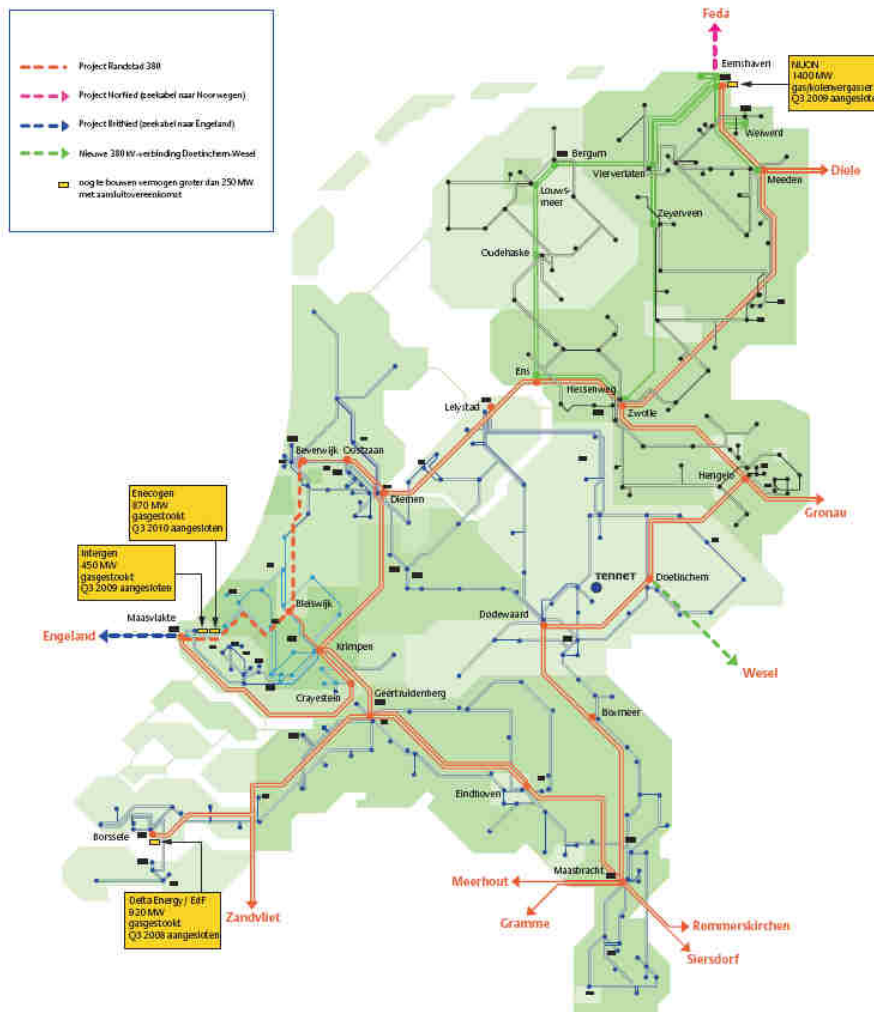 Project Randstad 380
Project NorNed (zeekabel naar Noorwegen)
Project BritNed (zeekabel naar Engeland)
Nieuwe 380 kV-verbinding Doetinchem-Wesel
nog te bouwen vermogen groter dan 250 MW
met aansluitovereenkomst
Feda
Eemshaven
NUON
1400 MW
gas/kolenvergasser
Q3 2009 aangesloten
Weiwerd
Bergum
Vierverlaten
Meeden
Diele
Louws-
meer
Zeyerveen
Oudehaske
Ens
Hessenweg
Lelystad
Zwolle
Beverwijk
Oostzaan
Diemen
Hengelo
Gronau
Enecogen
870 MW
gasgestookt
Q3 2010 aangesloten
Intergen
450 MW
gasgestookt
Q3 2009 aangesloten
Maasvlakte
Engeland
Bleiswijk
TENNET
Doetinchem
Dodewaard
Krimpen
Wesel
Crayestein
Geertruidenberg
Boxmeer
Eindhoven
Borssele
Maasbracht
Meerhout
Delta Energy / EdF
920 MW
gasgestookt
Q3 2008 aangesloten
Zandvliet
Gramme
Rommerskirchen
Siersdorf